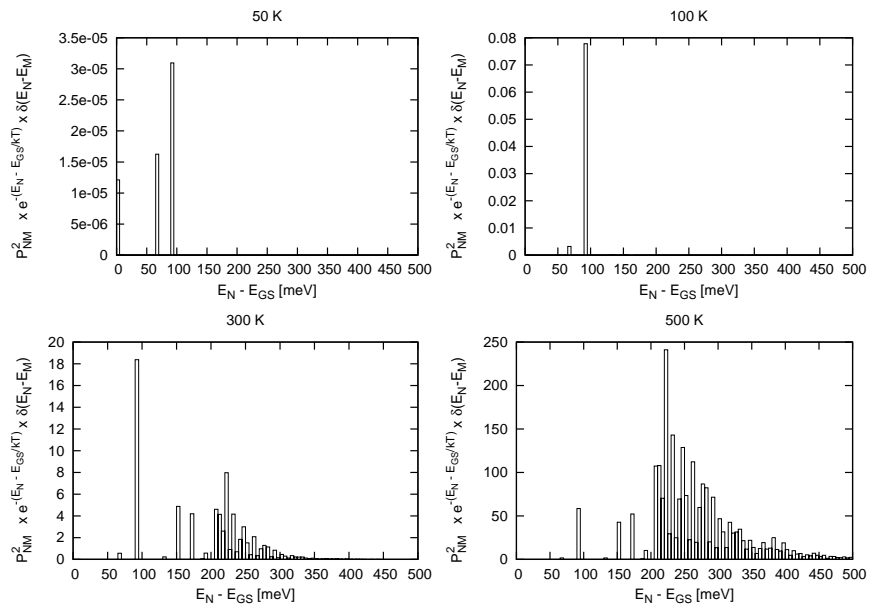 50 K
P²NM x e-(EN - EGS/kT) x δ(EN-EM)
3.5e-05
3e-05
2.5e-05
2e-05
1.5e-05
1e-05
5e-06
0
0 50 100 150 200 250 300 350 400 450 500
EN - EGS [meV]
100 K
P²NM x e-(EN - EGS/kT) x δ(EN-EM)
0.08
0.07
0.06
0.05
0.04
0.03
0.02
0.01
0
0 50 100 150 200 250 300 350 400 450 500
EN - EGS [meV]
300 K
P²NM x e-(EN - EGS/kT) x δ(EN-EM)
20
18
16
14
12
10
8
6
4
2
0
0 50 100 150 200 250 300 350 400 450 500
EN - EGS [meV]
500 K
P²NM x e-(EN - EGS/kT) x δ(EN-EM)
250
200
150
100
50
0
0 50 100 150 200 250 300 350 400 450 500
EN - EGS [meV]